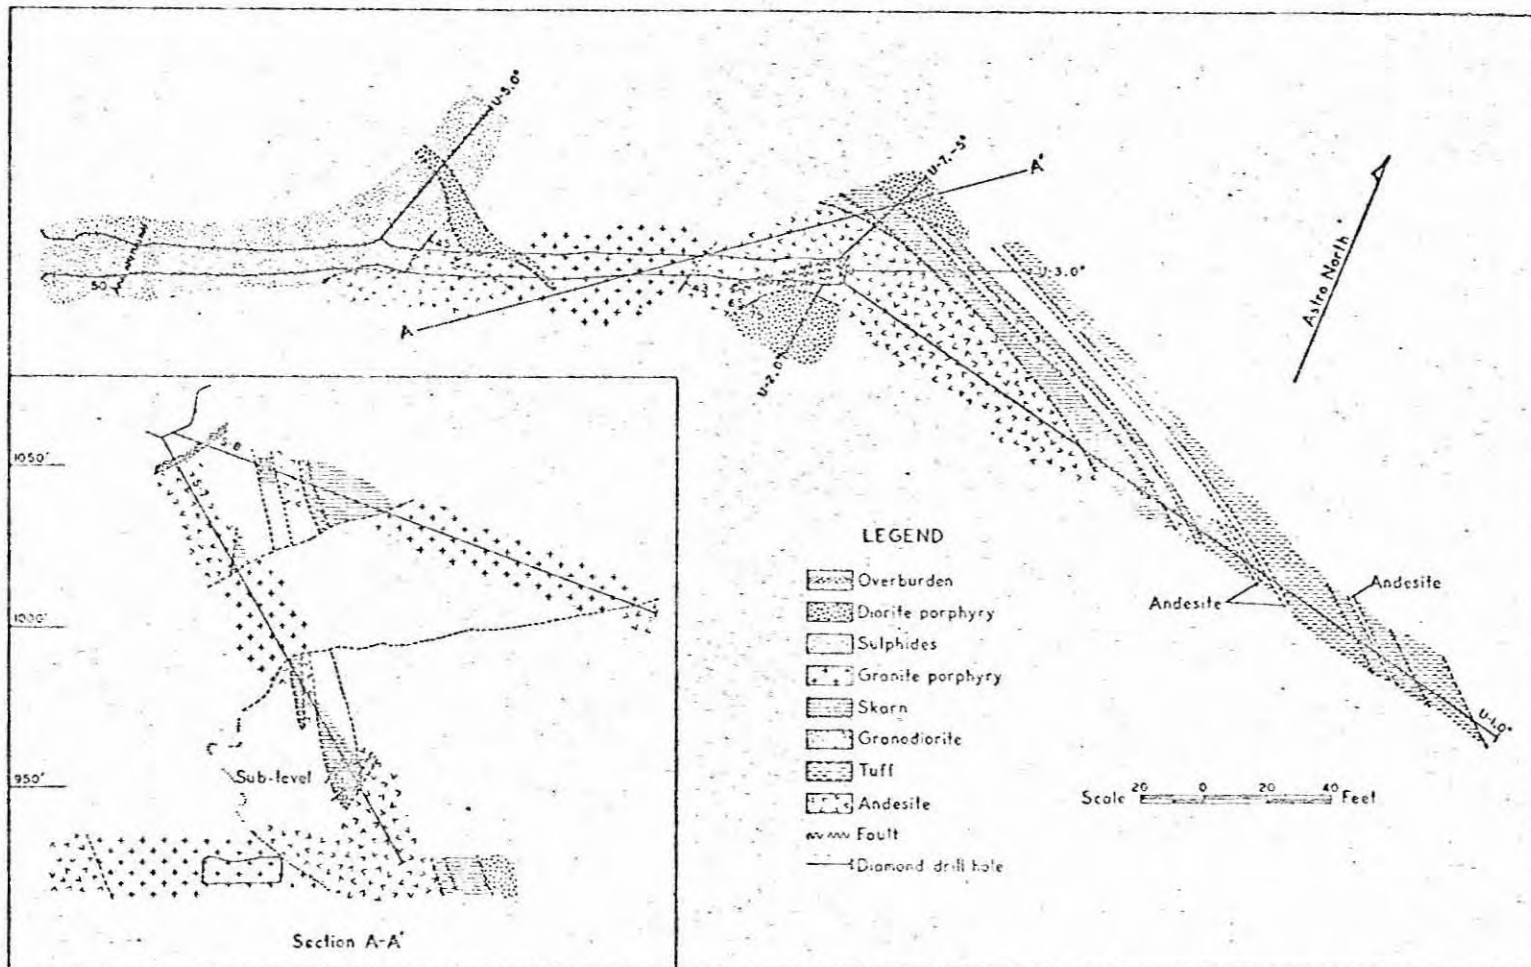 U-5.0°
U-7.-5°
A'
45
U-3.0°
50
43
65
A
U-2.0°
Astro North
S-8
1050'
LEGEND
Overburden
Andesite
Andesite
Diorite porphyry
1000'
Sulphides
Granite porphyry
Skarn
Granodiorite
U-1.0°
950'
Sub-level
Tuff
20 0 20 40
Scale Feet
Andesite
Fault
Diamond drill hole
Section A-A'